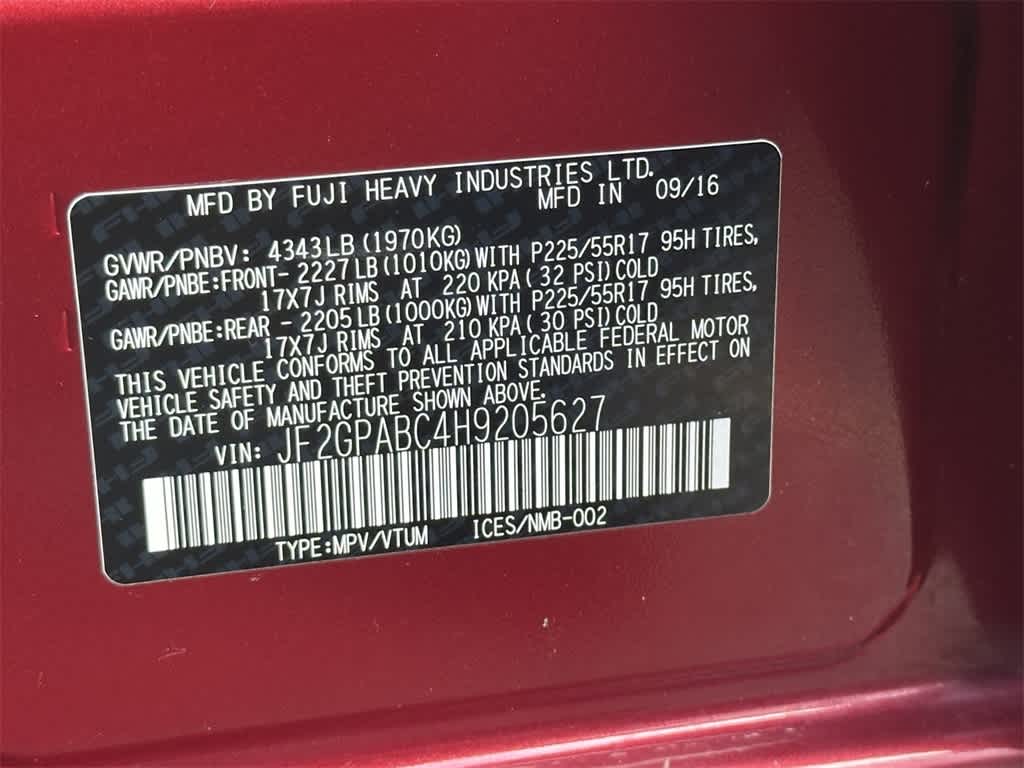 MFD BY FUJI HEAVY INDUSTRIES LTD.
MFD IN 09/16
GVWR/PNBV: 4343LB (1970KG)
GAWR/PNBE:FRONT- 2227LB (1010KG) WITH P225/55R17 95H TIRES,
17X7J RIMS AT 220 KPA ( 32 PSI) COLD
GAWR/PNBE:REAR - 2205LB (1000KG) WITH P225/55R17 95H TIRES,
17X7J RIMS AT 210 KPA ( 30 PSI) COLD
THIS VEHICLE CONFORMS TO ALL APPLICABLE FEDERAL MOTOR
VEHICLE SAFETY AND THEFT PREVENTION STANDARDS IN EFFECT ON
THE DATE OF MANUFACTURE SHOWN ABOVE.
VIN: JF2GPABC4H9205627
TYPE:MPV/VTUM ICES/NMB-002